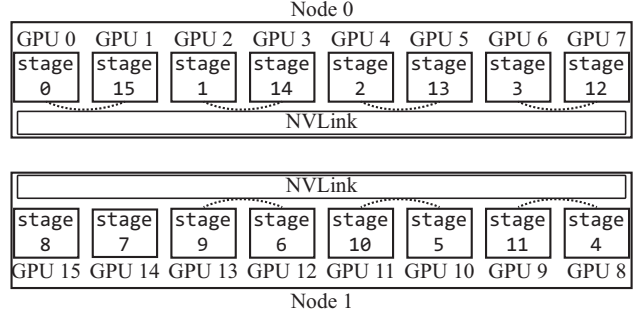 Node 0
GPU 0 GPU 1 GPU 2 GPU 3 GPU 4 GPU 5 GPU 6 GPU 7
stage stage stage stage stage stage stage stage
0 15 1 14 2 13 3 12
NVLink
NVLink
stage stage stage stage stage stage stage stage
8 7 9 6 10 5 11 4
GPU 15 GPU 14 GPU 13 GPU 12 GPU 11 GPU 10 GPU 9 GPU 8
Node 1